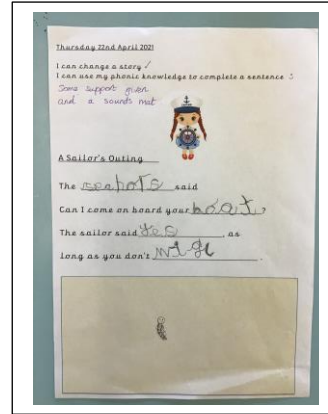 Thursday 22nd April 2021
I can change a story ✓
I can use my phonic knowledge to complete a sentence :
Some support given
and a sounds mat
A Sailor's Outing
The said
Can I come on board your boat?
The sailor said yes , as
long as you don't .